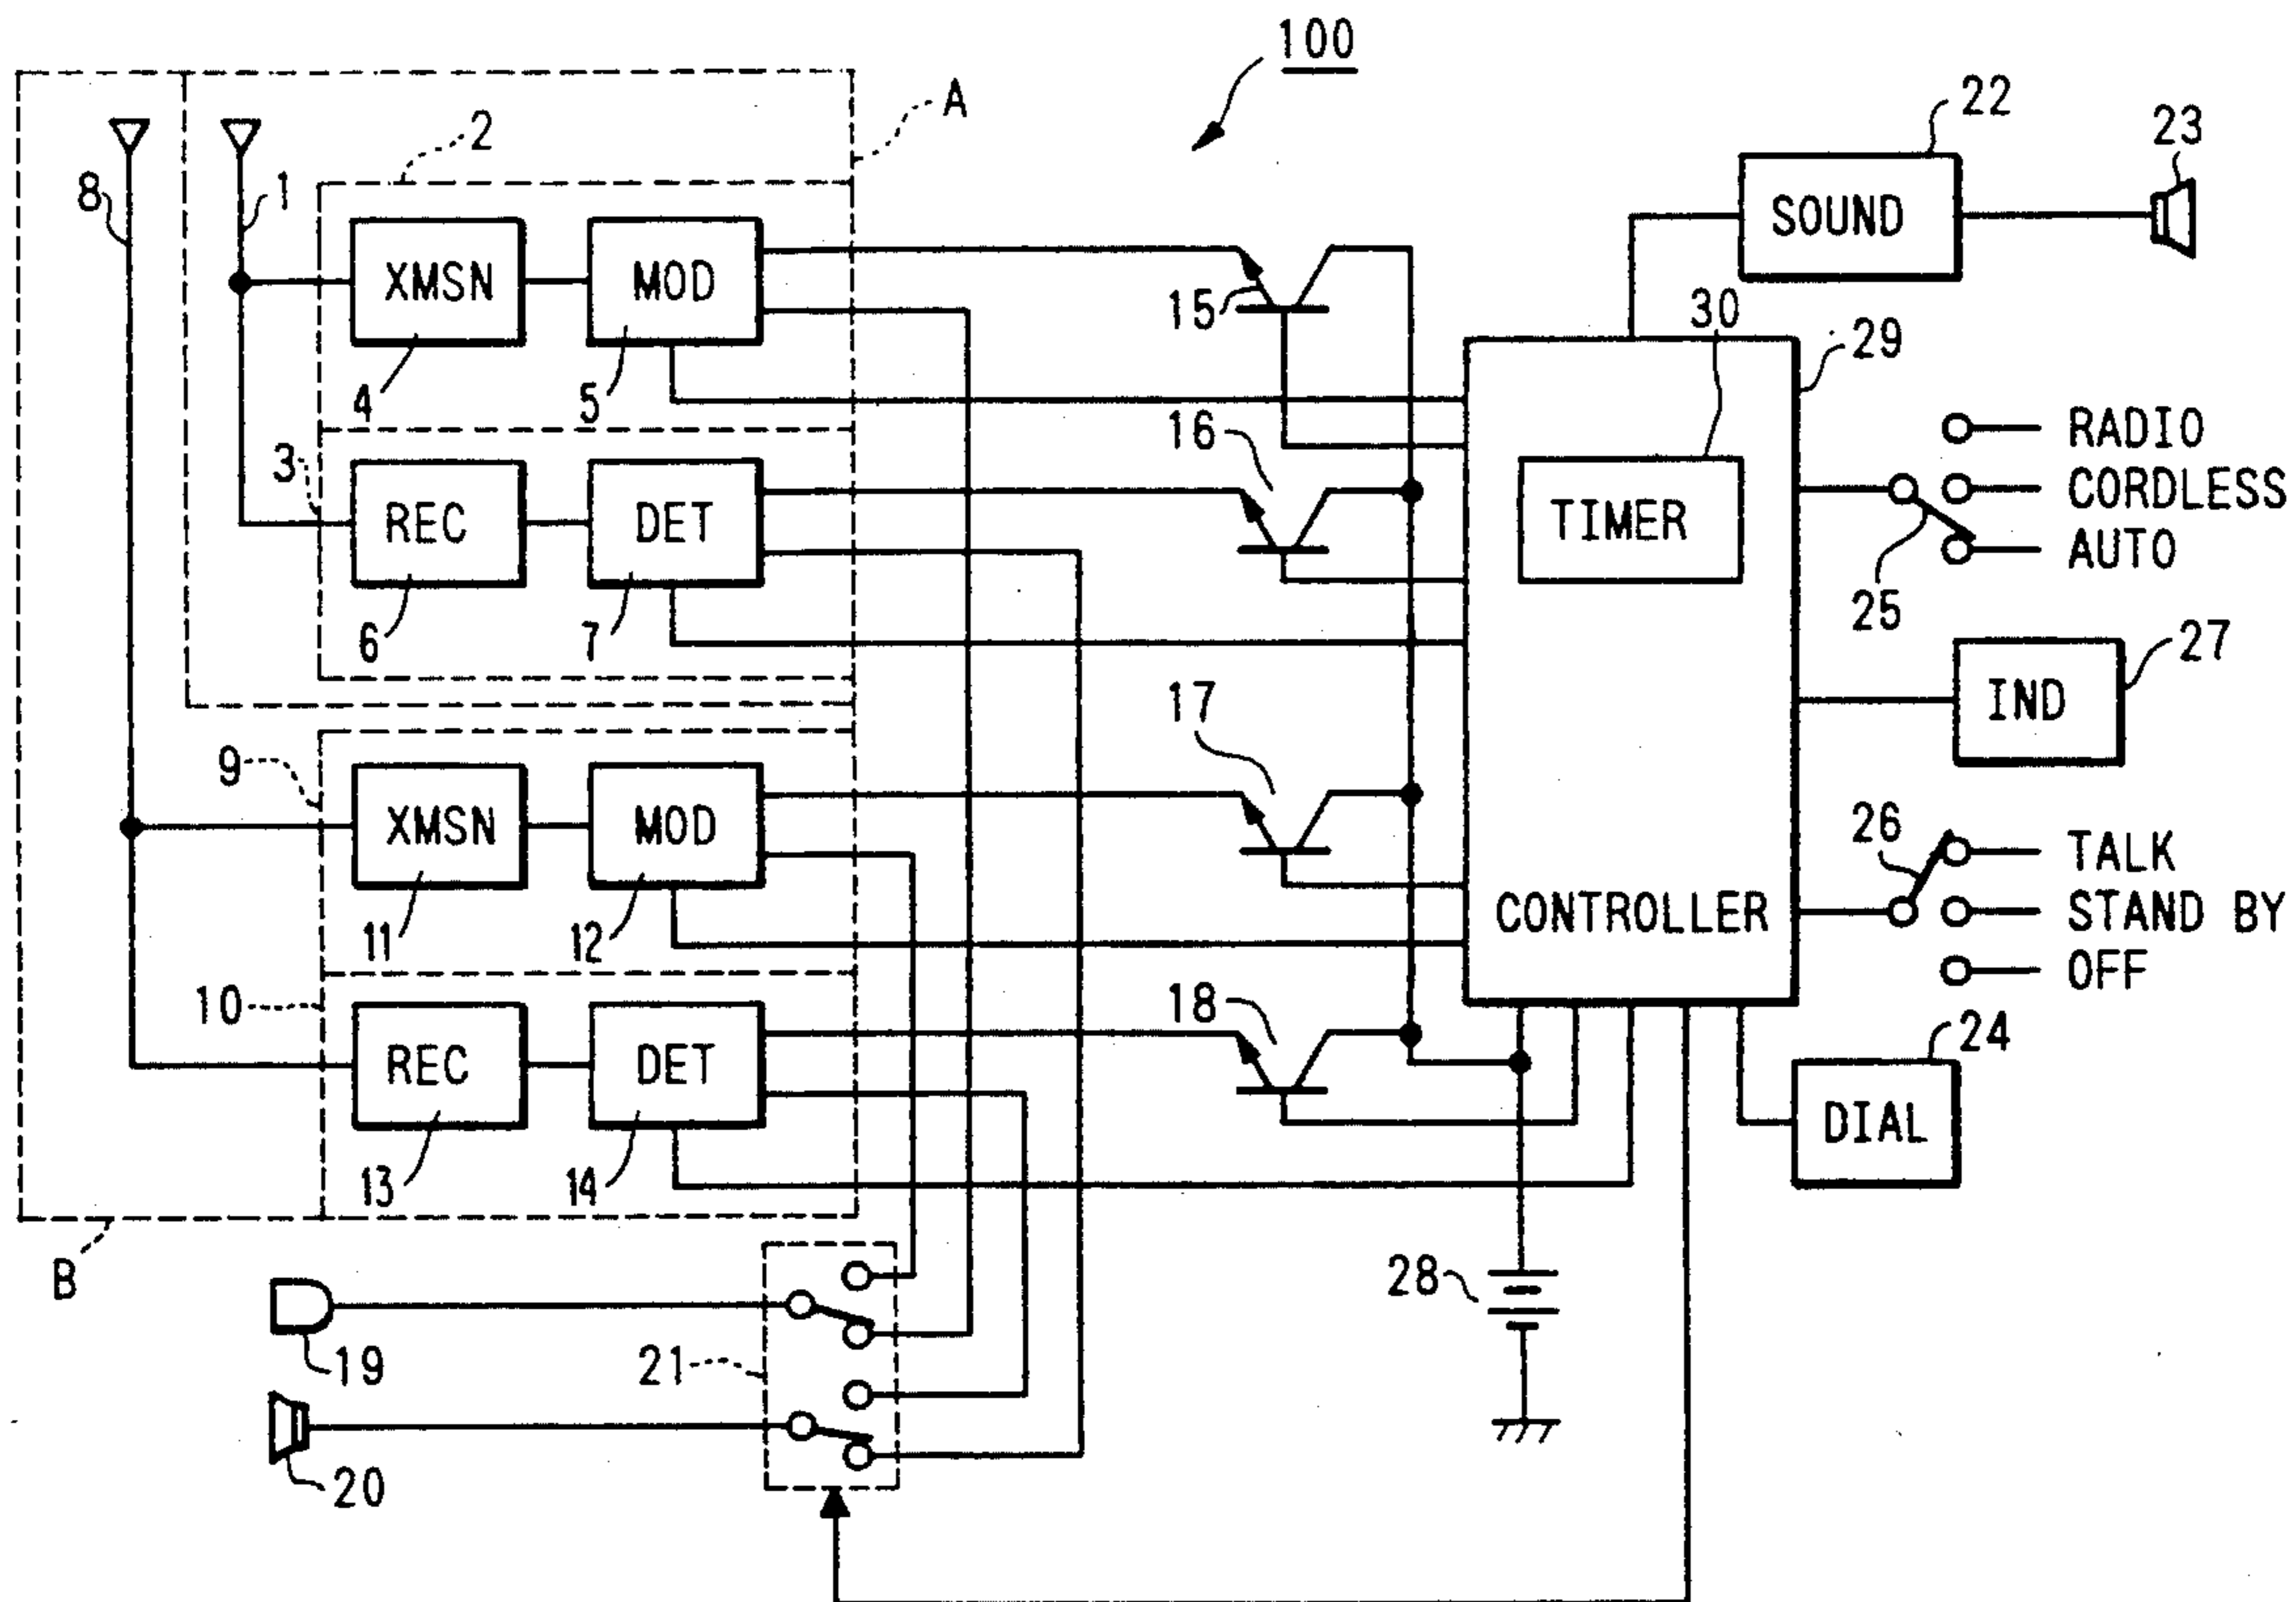 100
A
2
22
23
8
1
SOUND
XMSN
MOD
15
30
29
4
5
RADIO
16
CORDLESS
3
REC
DET
TIMER
AUTO
25
6
7
27
17
IND
9
26
XMSN
MOD
TALK
CONTROLLER
STAND BY
11
12
OFF
10
18
24
REC
DET
DIAL
13
14
B
28
21
19
20